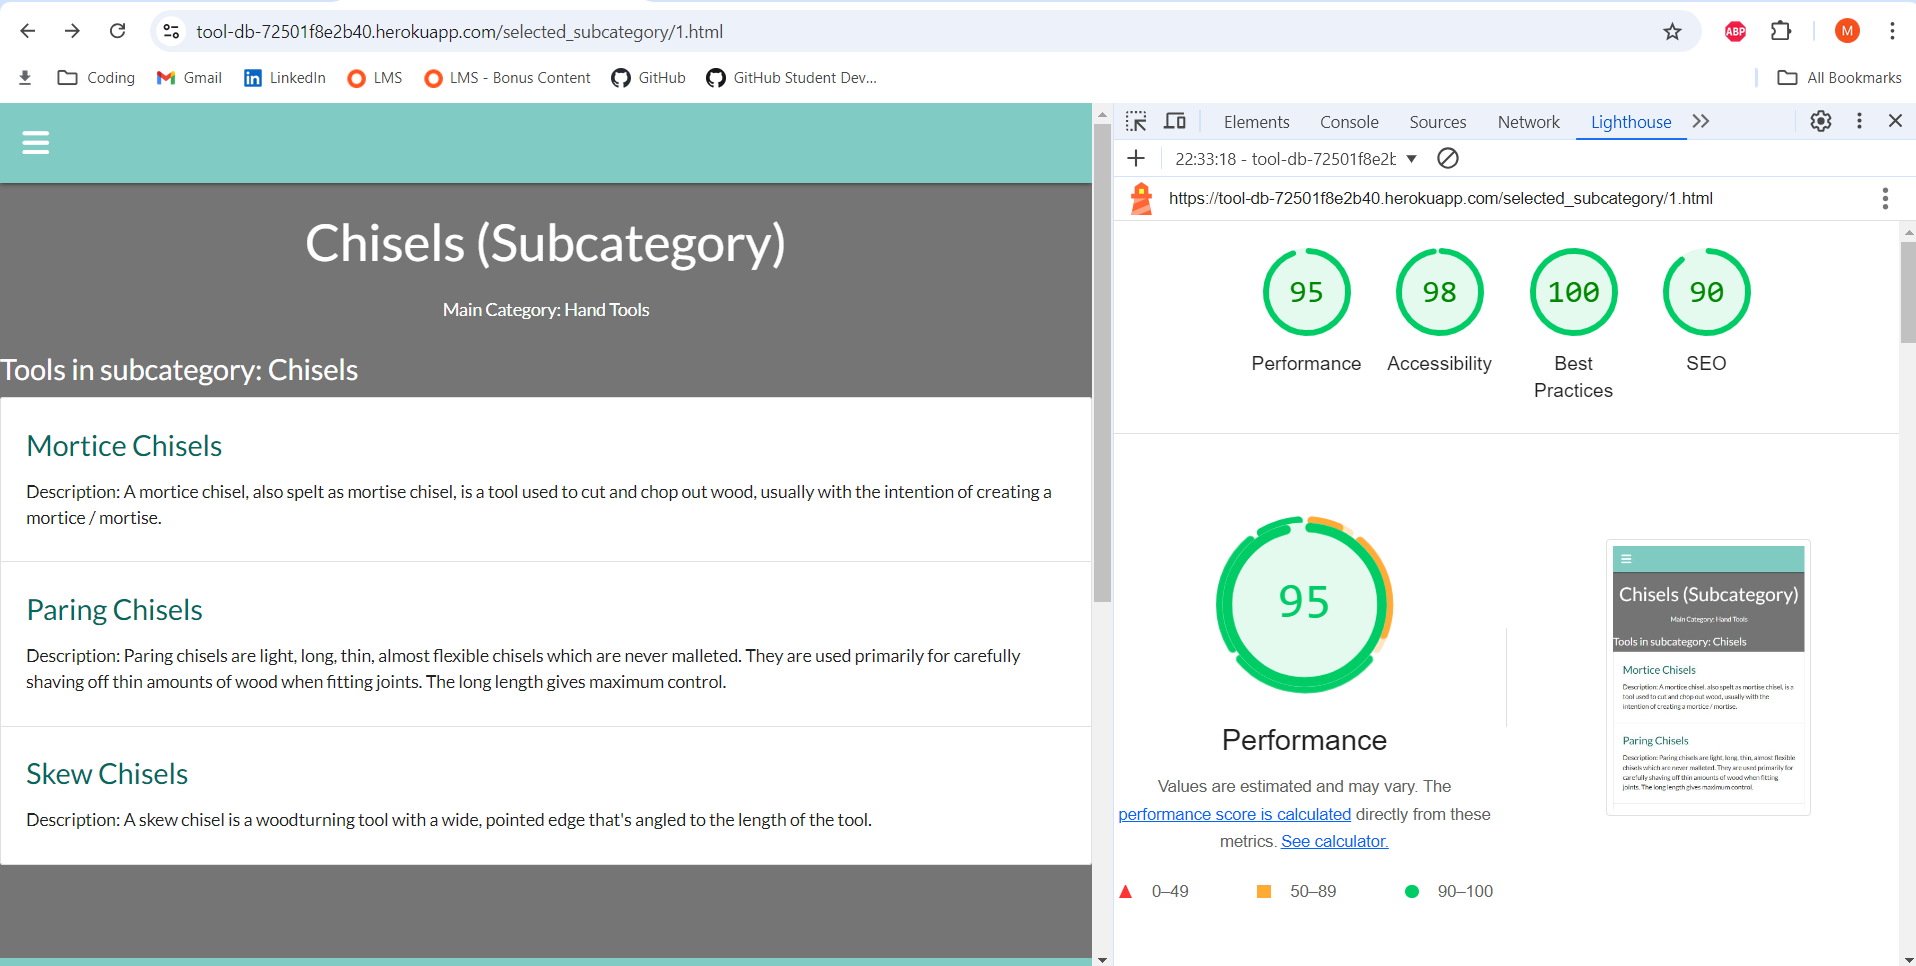 tool-db-72501f8e2b40.herokuapp.com/selected_subcategory/1.html
ABP
M
Coding
Gmail
LinkedIn
LMS
LMS - Bonus Content
GitHub
GitHub Student Dev...
All Bookmarks
Chisels (Subcategory)
Main Category: Hand Tools
Tools in subcategory: Chisels
Mortice Chisels
Description: A mortice chisel, also spelt as mortise chisel, is a tool used to cut and chop out wood, usually with the intention of creating a
mortice / mortise.
Paring Chisels
Description: Paring chisels are light, long, thin, almost flexible chisels which are never malleted. They are used primarily for carefully
shaving off thin amounts of wood when fitting joints. The long length gives maximum control.
Skew Chisels
Description: A skew chisel is a woodturning tool with a wide, pointed edge that's angled to the length of the tool.
Elements Console Sources Network Lighthouse
22:33:18 - tool-db-72501f8e2b
https://tool-db-72501f8e2b40.herokuapp.com/selected_subcategory/1.html
95 98 100 90
Performance Accessibility Best SEO
Practices
95
Performance
Values are estimated and may vary. The
performance score is calculated directly from these
metrics. See calculator.
0–49 50–89 90–100
Chisels (Subcategory)
Main Category: Hand Tools
Tools in subcategory: Chisels
Mortice Chisels
Description: A mortice chisel, also spelt as mortise chisel, is a
tool used to cut and chop out wood, usually with the
intention of creating a mortice / mortise.
Paring Chisels
Description: Paring chisels are light, long, thin, almost flexible
chisels which are never malleted. They are used primarily for
carefully shaving off thin amounts of wood when fitting
joints. The long length gives maximum control.